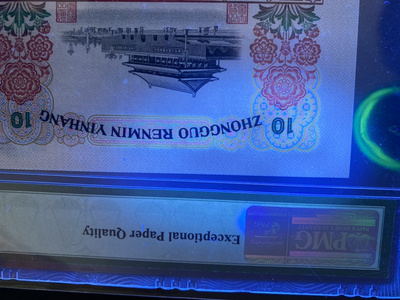 Exceptional Paper Quality
PMG
10 ZHONGGUO RENMIN YINHANG 10